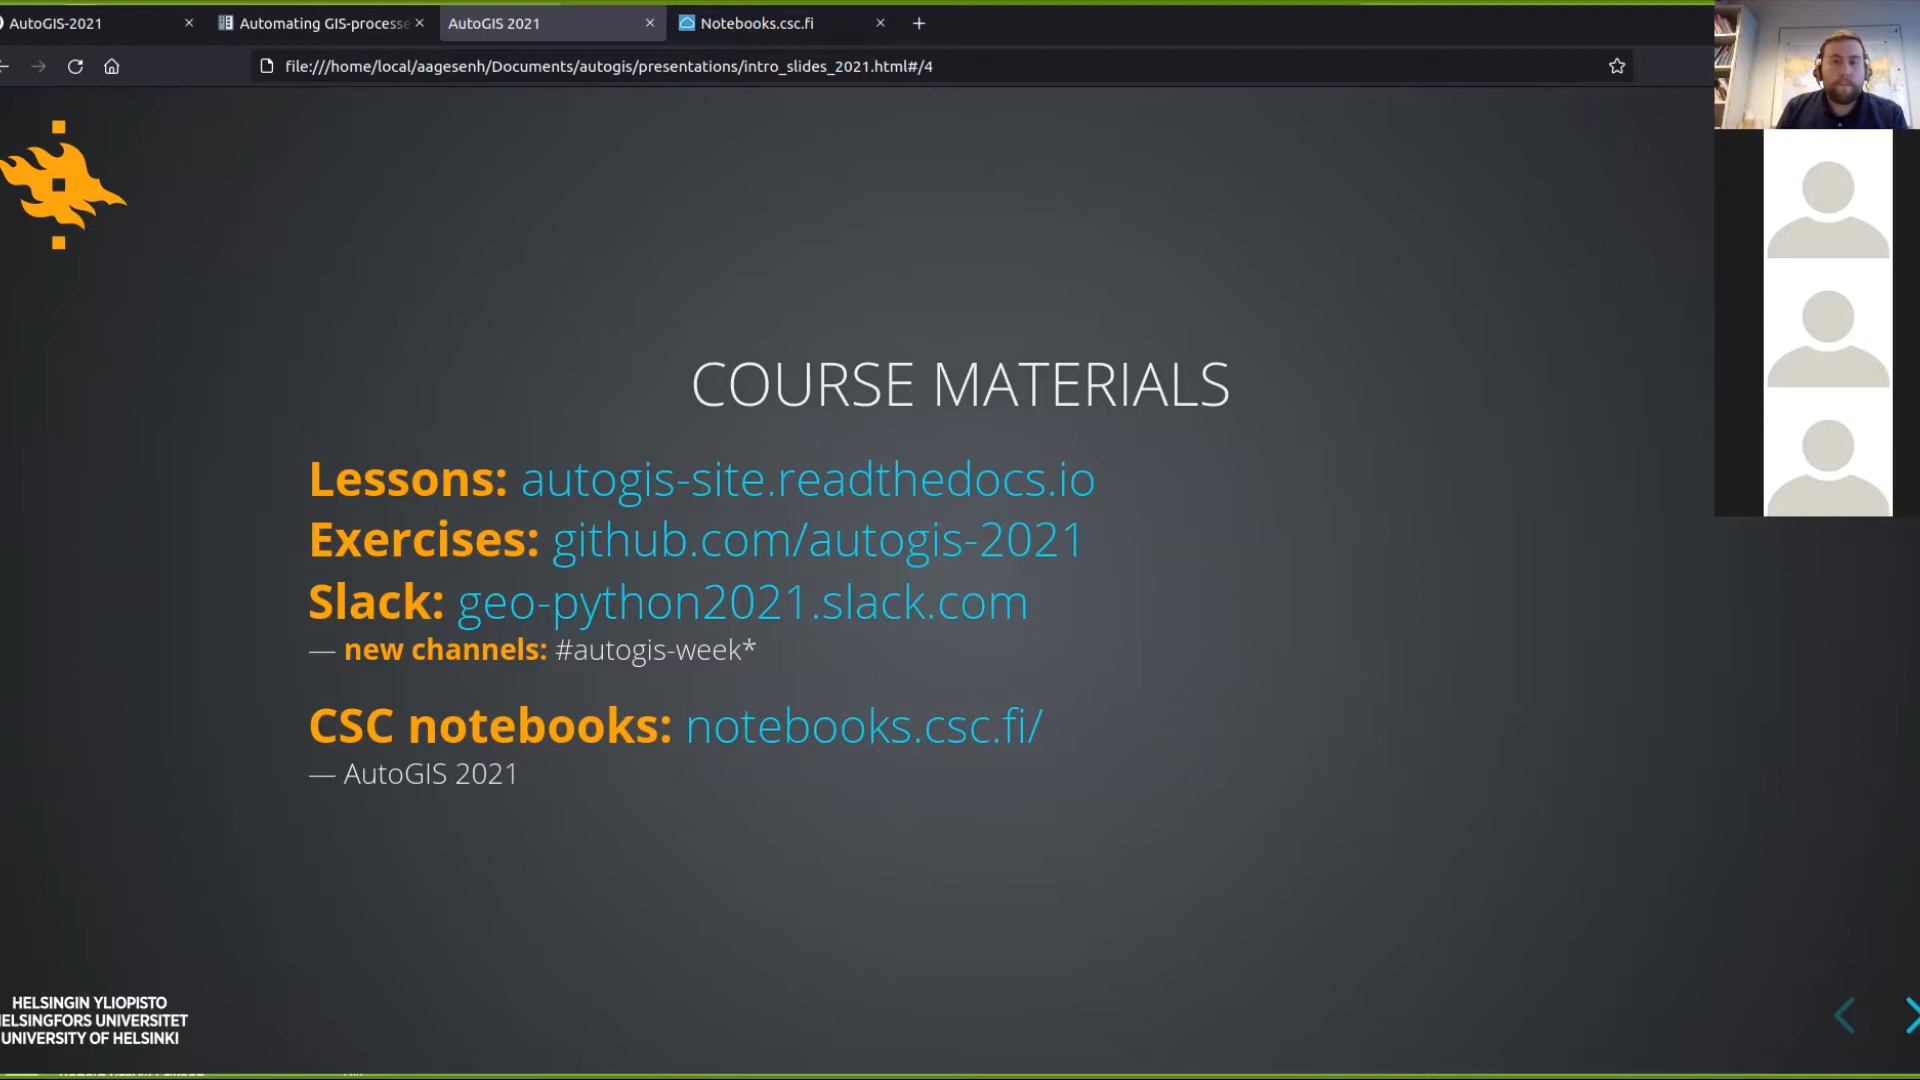 AutoGIS-2021
Automating GIS-processe
AutoGIS 2021
Notebooks.csc.fi
file:///home/local/aagesenh/Documents/autogis/presentations/intro_slides_2021.html#/4
COURSE MATERIALS
Lessons: autogis-site.readthedocs.io
Exercises: github.com/autogis-2021
Slack: geo-python2021.slack.com
— new channels: #autogis-week*
CSC notebooks: notebooks.csc.fi/
— AutoGIS 2021
HELSINGIN YLIOPISTO
ELSINGFORS UNIVERSITET
UNIVERSITY OF HELSINKI